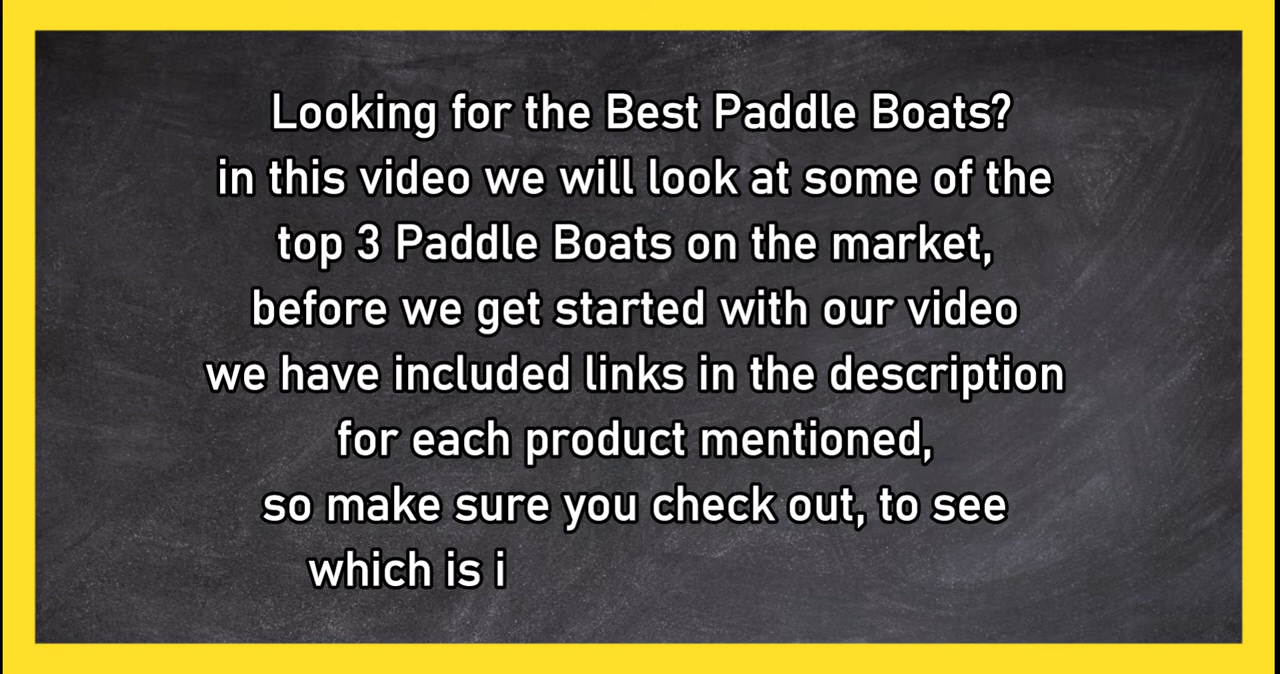 Looking for the Best Paddle Boats?
in this video we will look at some of the
top 3 Paddle Boats on the market,
before we get started with our video
we have included links in the description
for each product mentioned,
so make sure you check out, to see
which is i